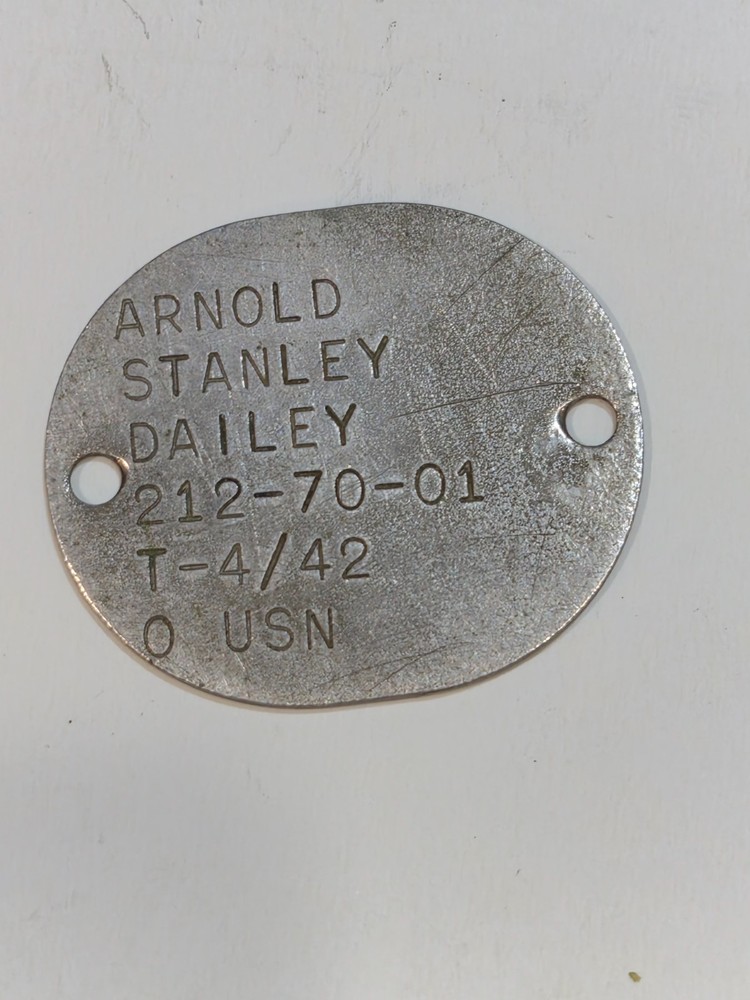 ARNOLD
STANLEY
DAILEY
212-70-01
T-4/42
O USN